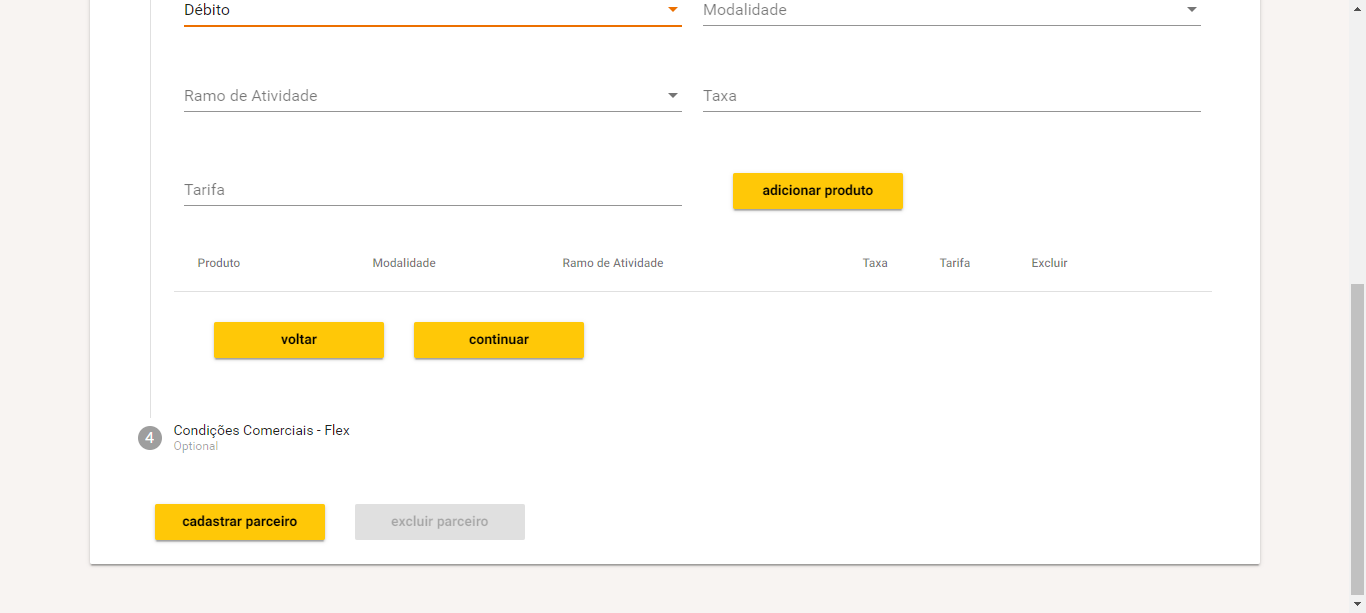 Débito
Modalidade
Ramo de Atividade
Taxa
Tarifa
adicionar produto
Produto Modalidade Ramo de Atividade Taxa Tarifa Excluir
voltar
continuar
4
Condições Comerciais - Flex
Optional
cadastrar parceiro
excluir parceiro